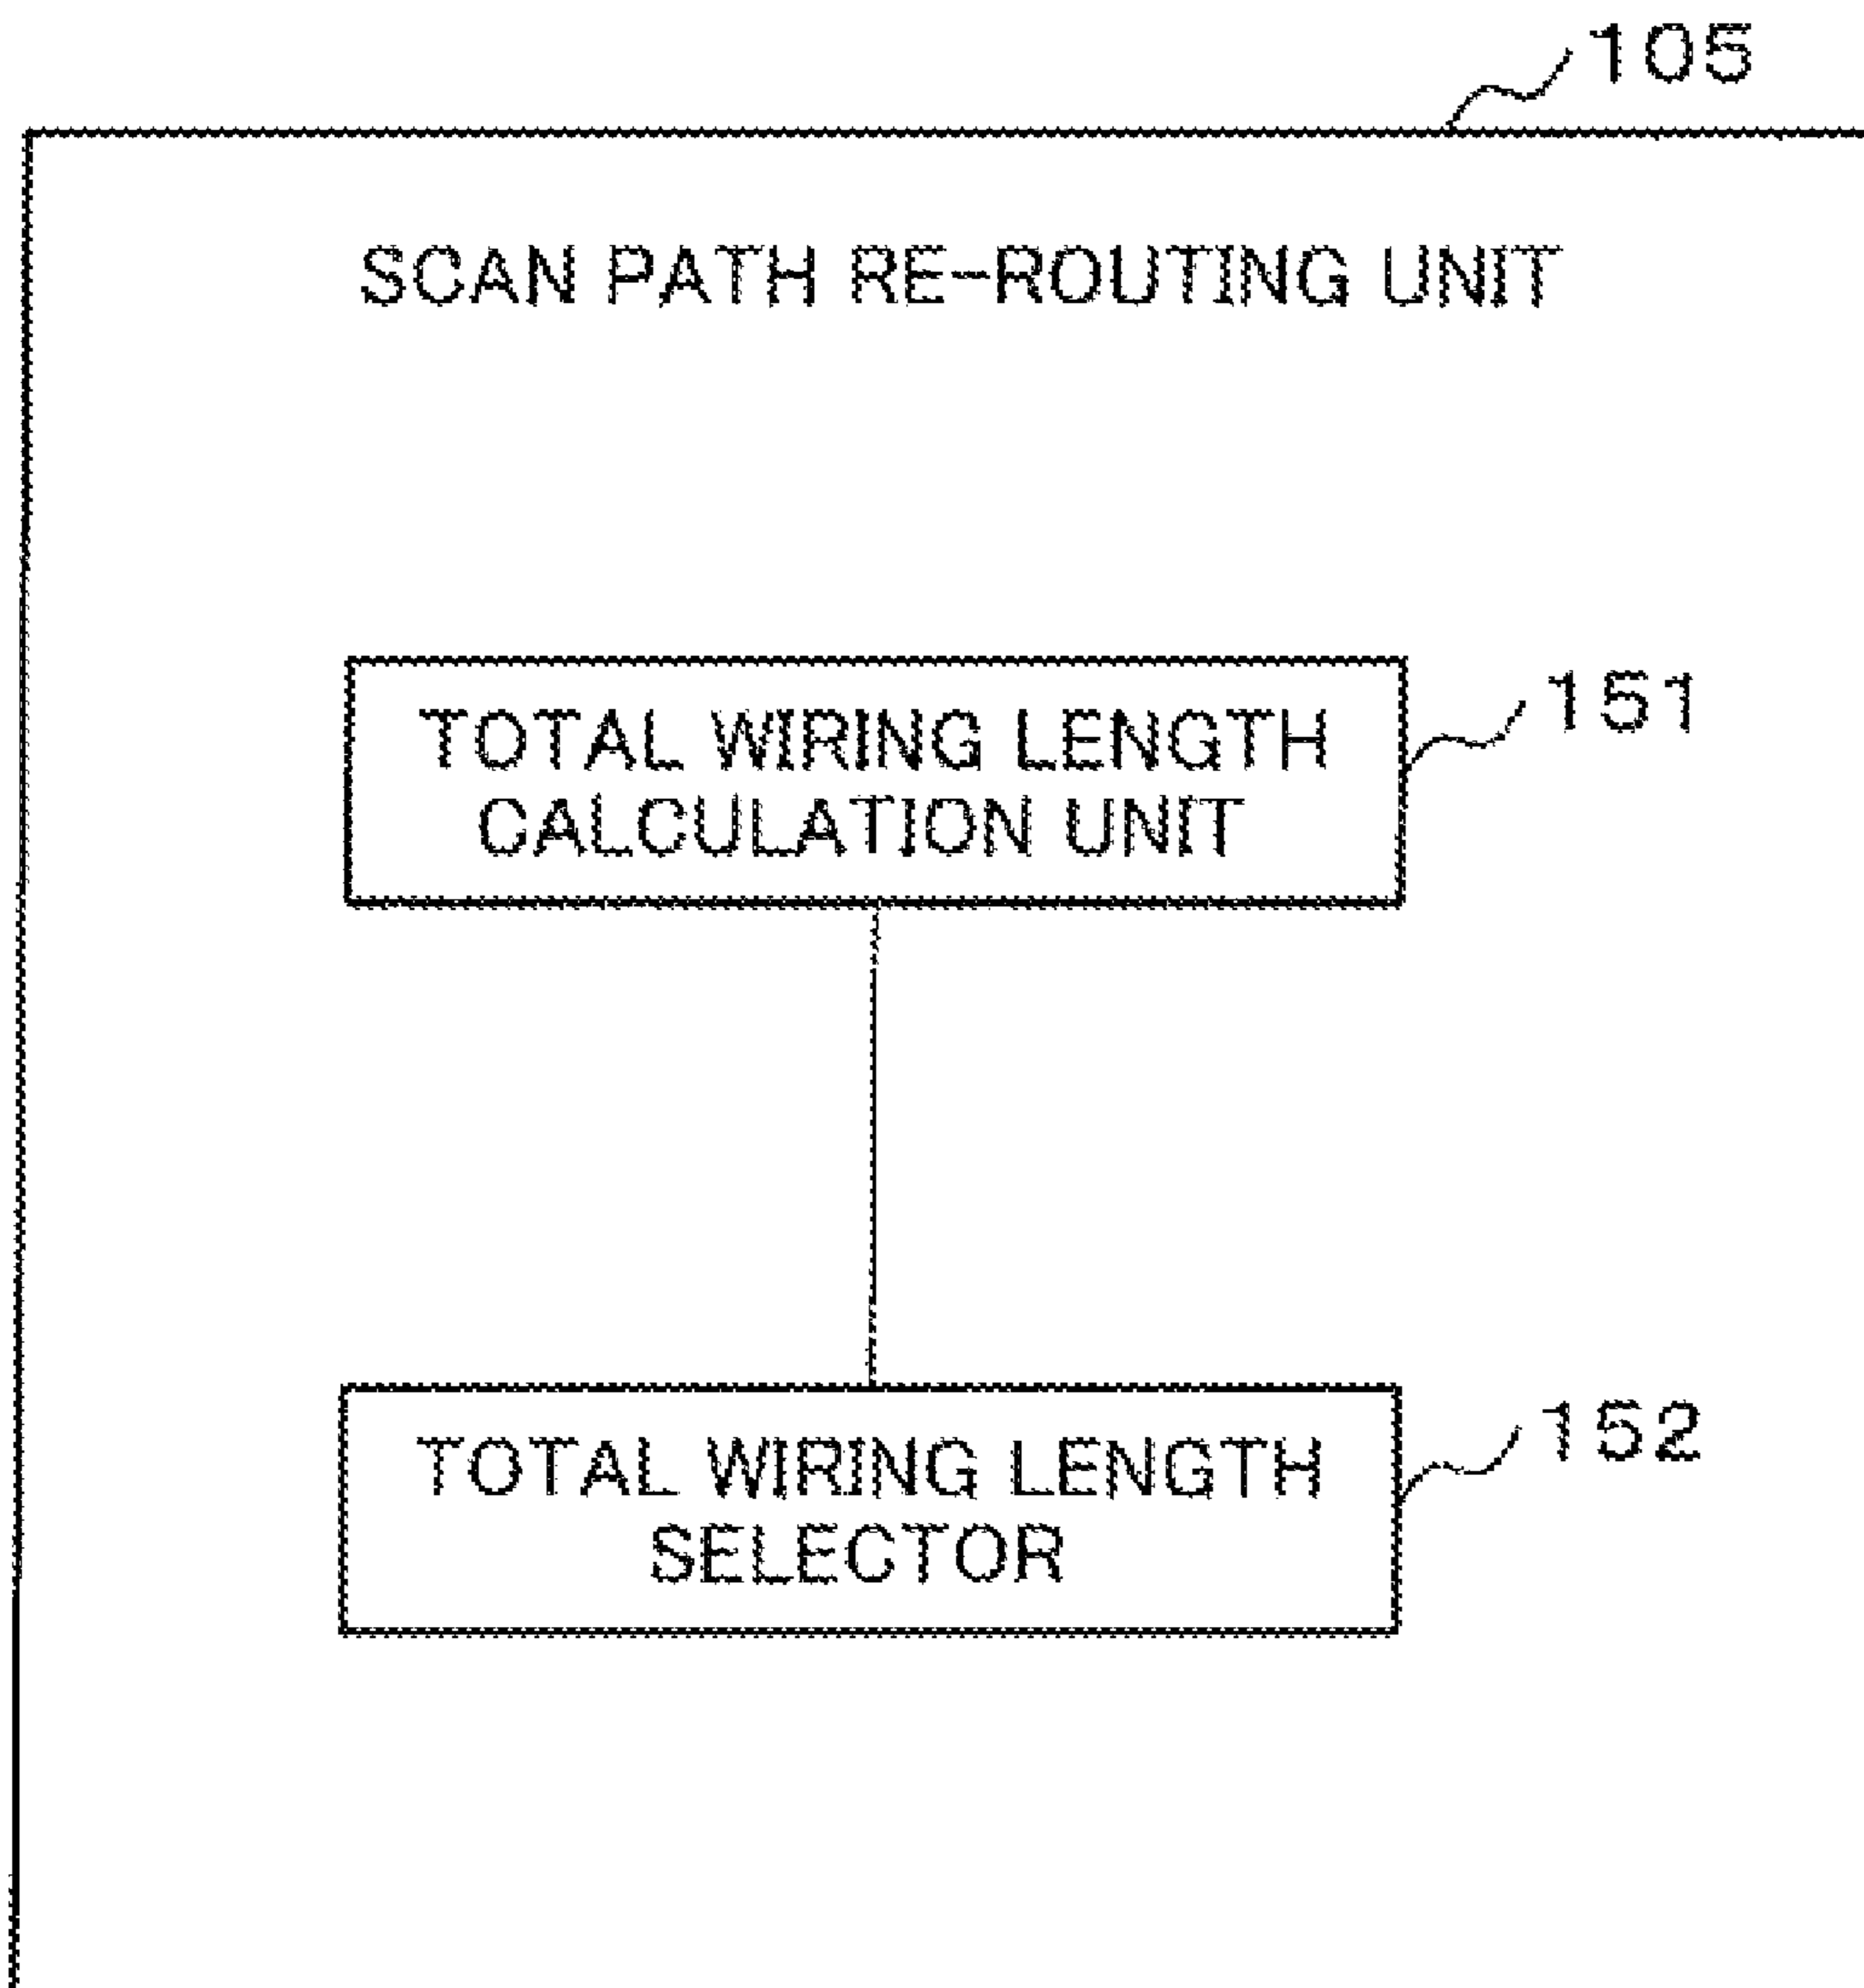 105
SCAN PATH RE-ROUTING UNIT
TOTAL WIRING LENGTH
CALCULATION UNIT
151
TOTAL WIRING LENGTH
SELECTOR
152